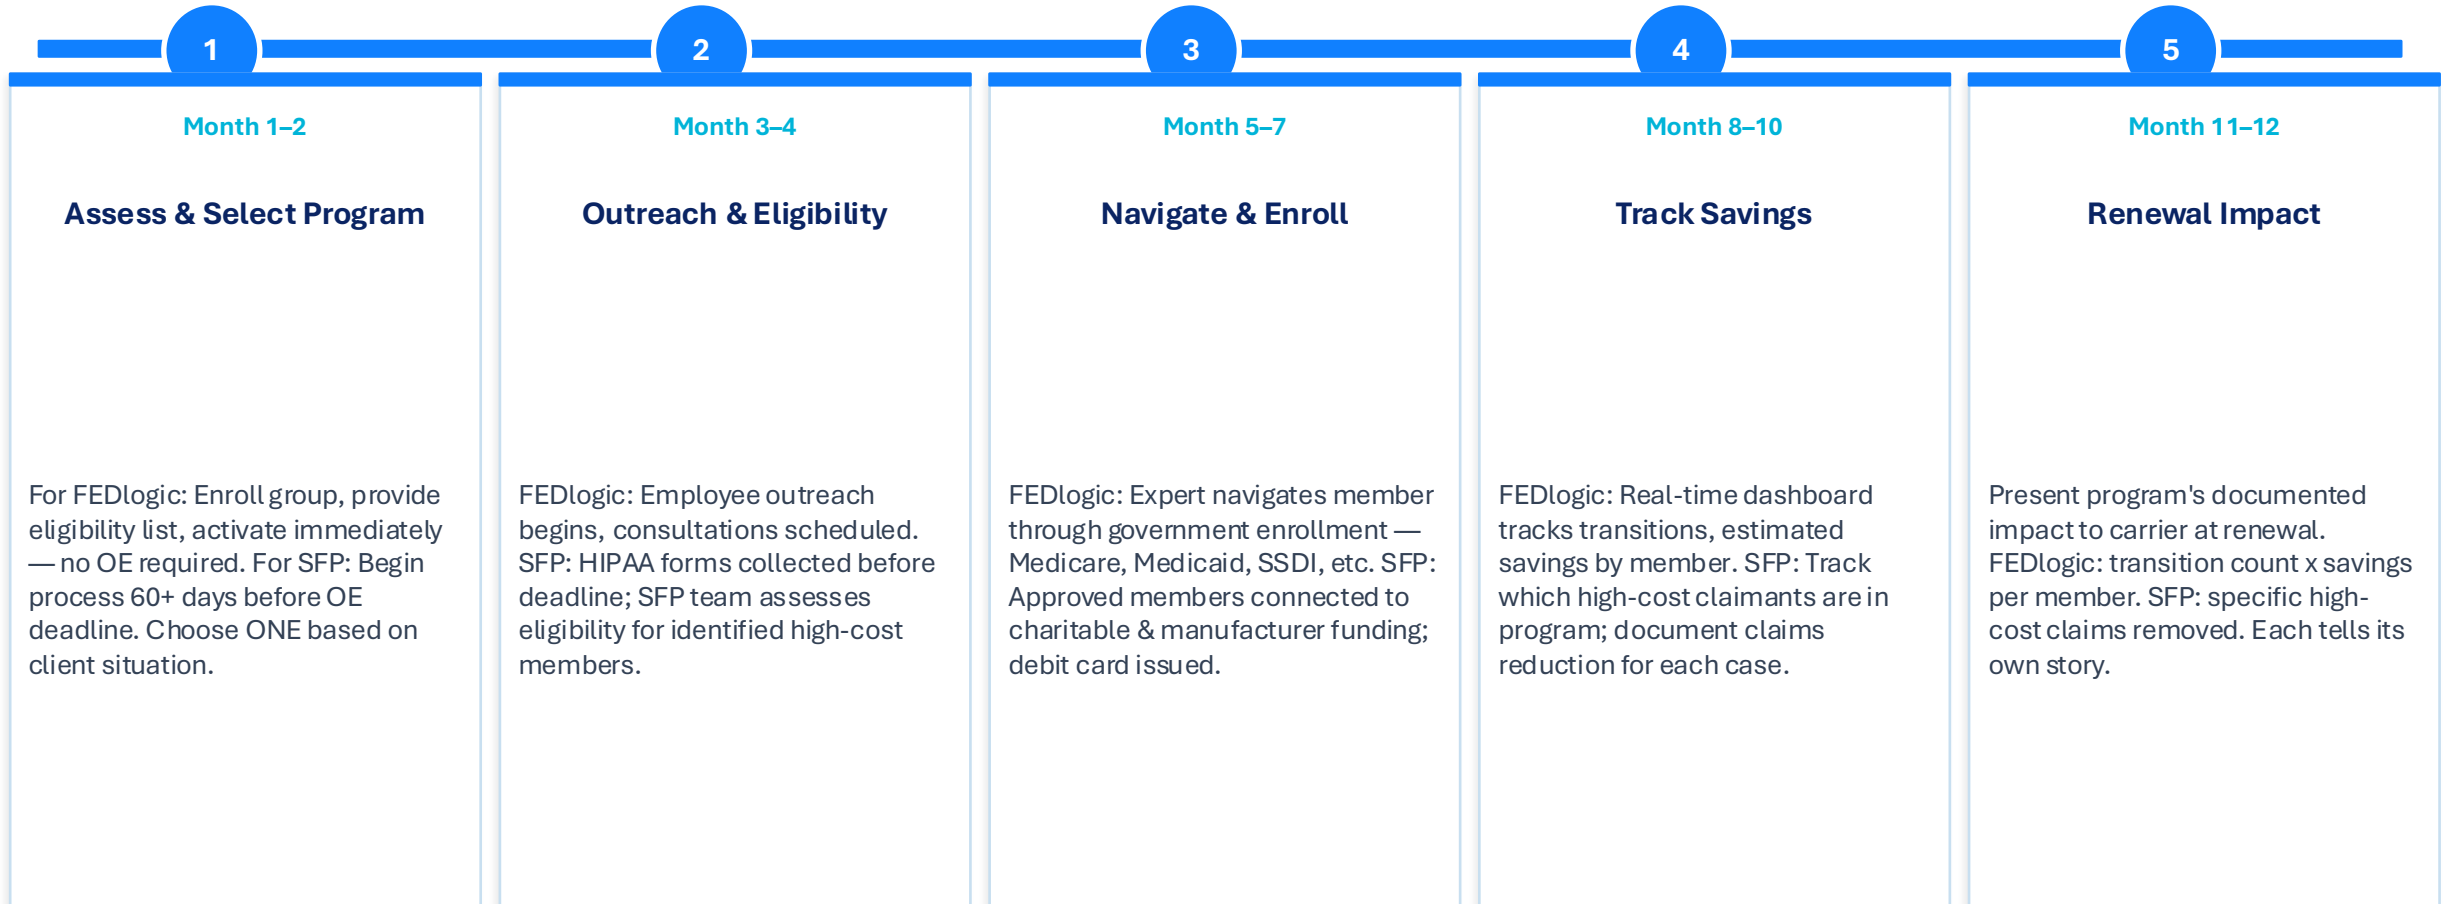 1
Month 1–2
Assess & Select Program
For FEDlogic: Enroll group, provide
eligibility list, activate immediately
— no OE required. For SFP: Begin
process 60+ days before OE
deadline. Choose ONE based on
client situation.
2
Month 3–4
Outreach & Eligibility
FEDlogic: Employee outreach
begins, consultations scheduled.
SFP: HIPAA forms collected before
deadline; SFP team assesses
eligibility for identified high-cost
members.
3
Month 5–7
Navigate & Enroll
FEDlogic: Expert navigates member
through government enrollment —
Medicare, Medicaid, SSDI, etc. SFP:
Approved members connected to
charitable & manufacturer funding;
debit card issued.
4
Month 8–10
Track Savings
FEDlogic: Real-time dashboard
tracks transitions, estimated
savings by member. SFP: Track
which high-cost claimants are in
program; document claims
reduction for each case.
5
Month 11–12
Renewal Impact
Present program's documented
impact to carrier at renewal.
FEDlogic: transition count x savings
per member. SFP: specific high-
cost claims removed. Each tells its
own story.